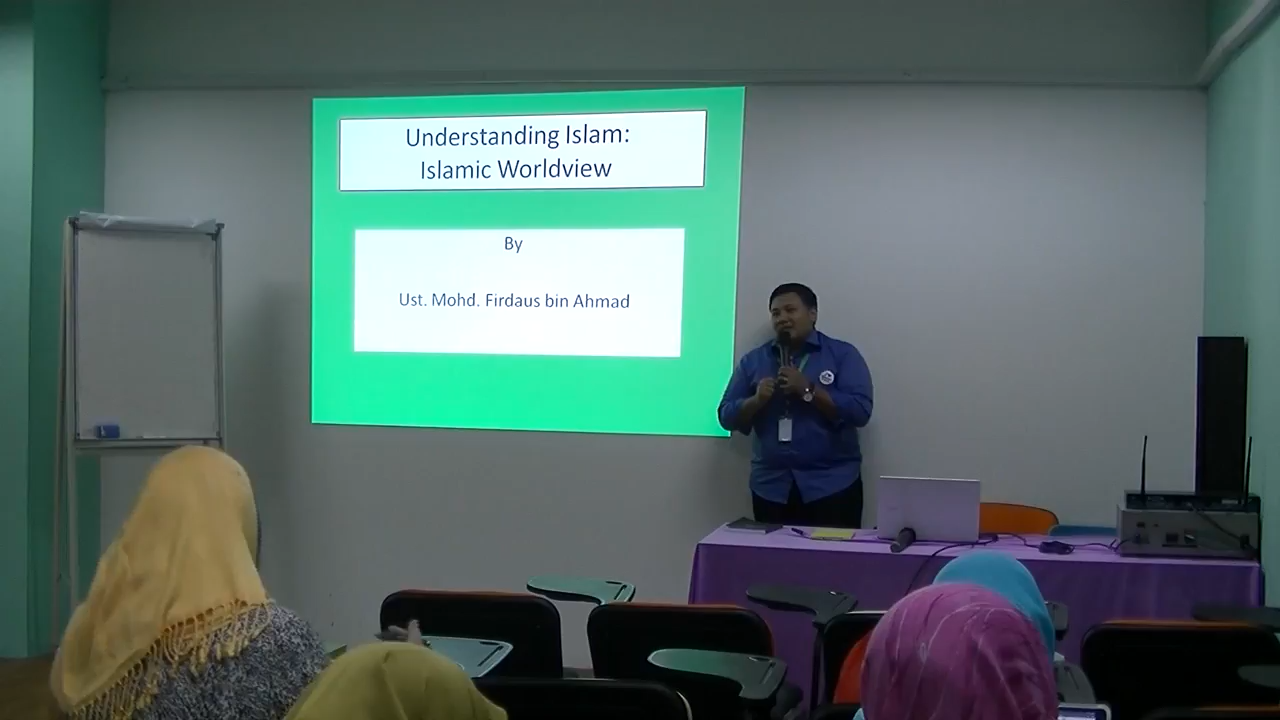 Understanding Islam:
Islamic Worldview
By
Ust. Mohd. Firdaus bin Ahmad